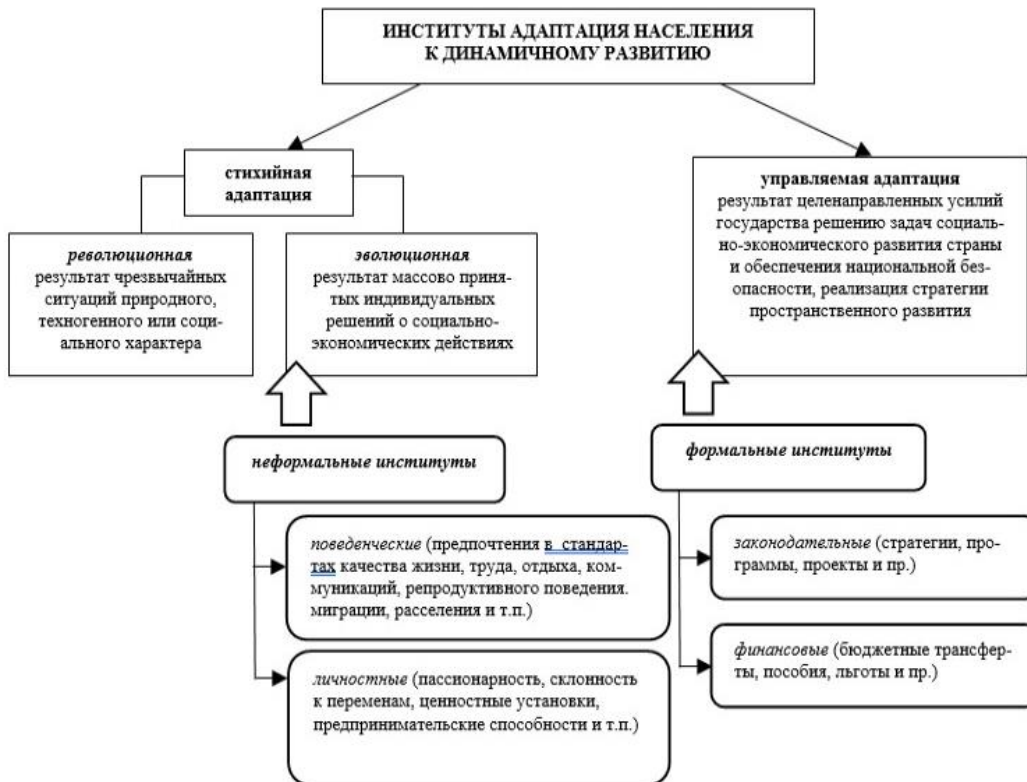 ИНСТИТУТЫ АДАПТАЦИЯ НАСЕЛЕНИЯ
К ДИНАМИЧНОМУ РАЗВИТИЮ
стихийная
адаптация
управляемая адаптация
результат целенаправленных усилий
государства решению задач социаль-
но-экономического развития страны
и обеспечения национальной без-
опасности, реализация стратегии
пространственного развития
революционная
результат чрезвычайных
ситуаций природного,
техногенного или соци-
ального характера
эволюционная
результат массово приня-
тых индивидуальных
решений о социально-
экономических действиях
неформальные институты
формальные институты
поведенческие (предпочтения в стандар-
тах качества жизни, труда, отдыха, ком-
муникаций, репродуктивного поведения.
миграции, расселения и т.п.)
законодательные (стратегии, про-
граммы, проекты и пр.)
личностные (пассионарность, склонность
к переменам, ценностные установки,
предпринимательские способности и т.п.)
финансовые (бюджетные трансфер-
ты, пособия, льготы и пр.)